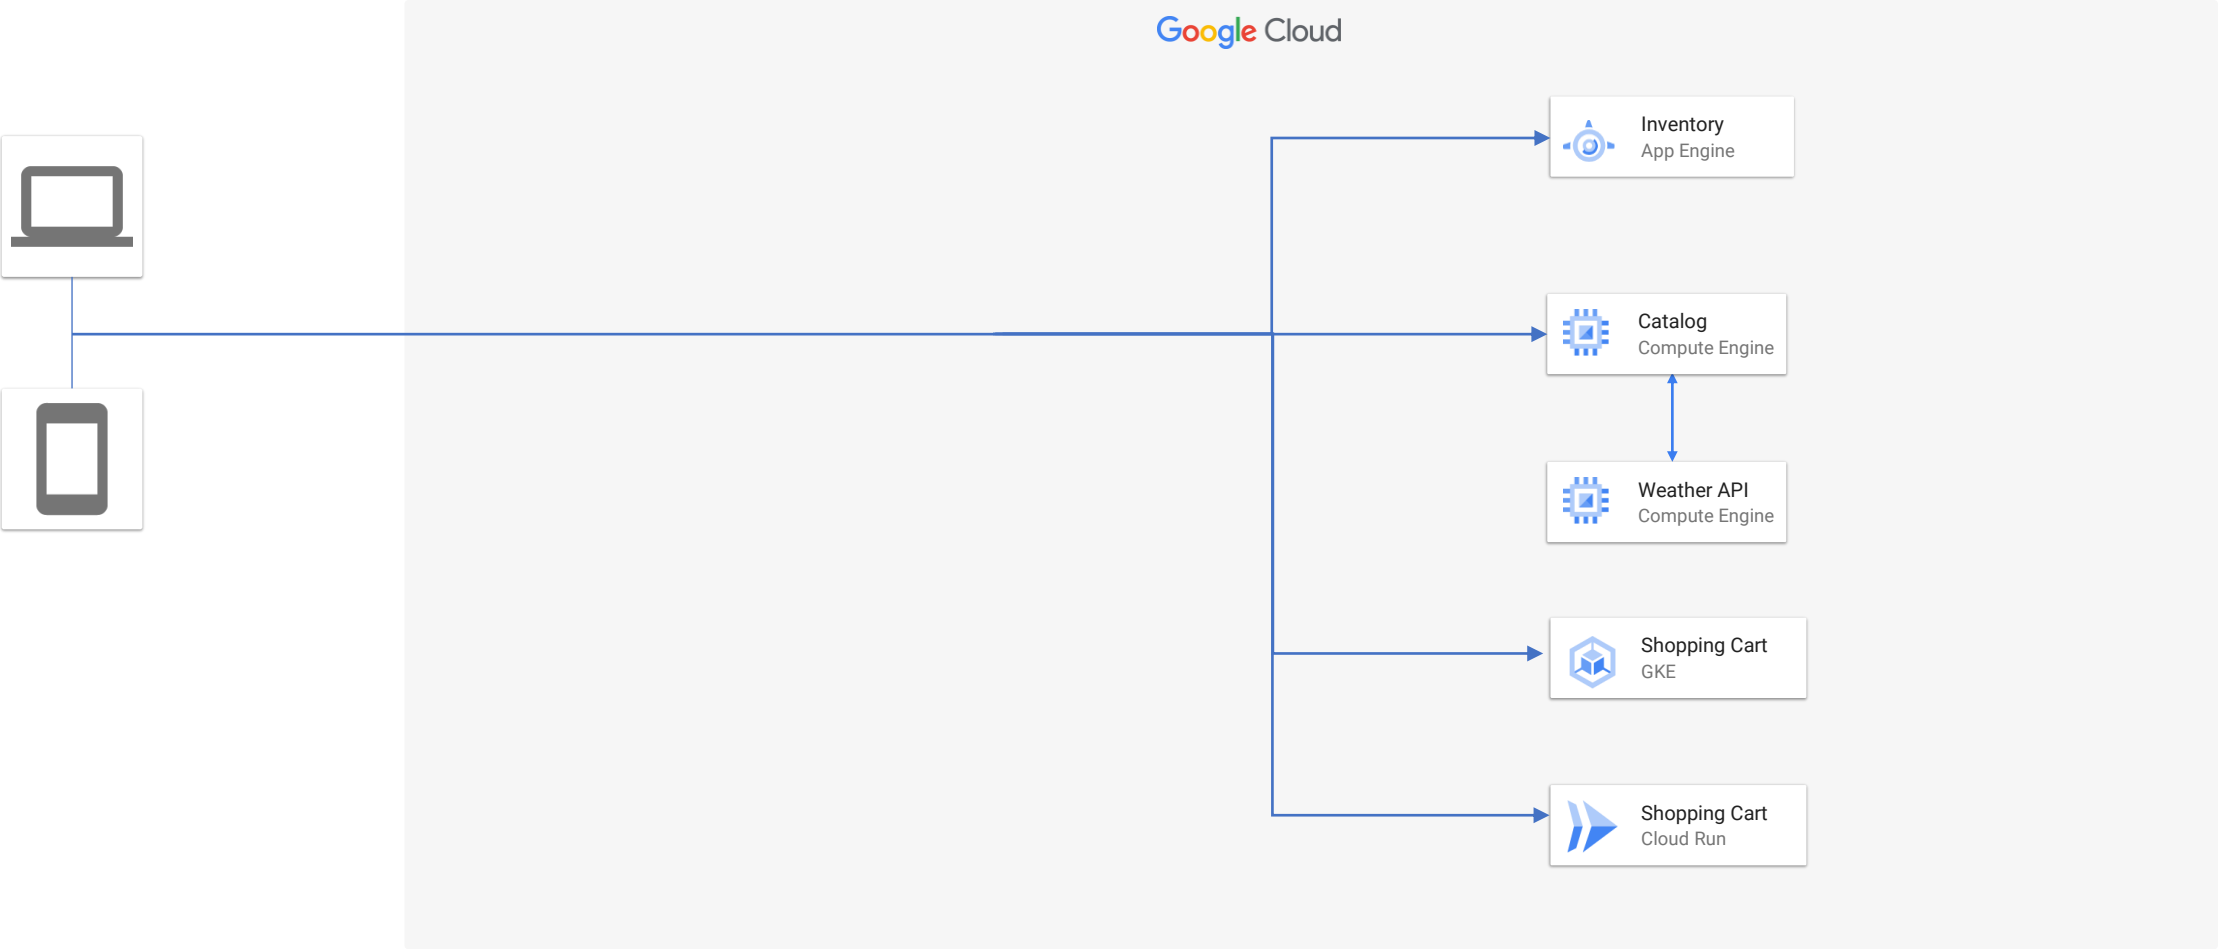 Google Cloud
Inventory
App Engine
Catalog
Compute Engine
Weather API
Compute Engine
Shopping Cart
GKE
Shopping Cart
Cloud Run